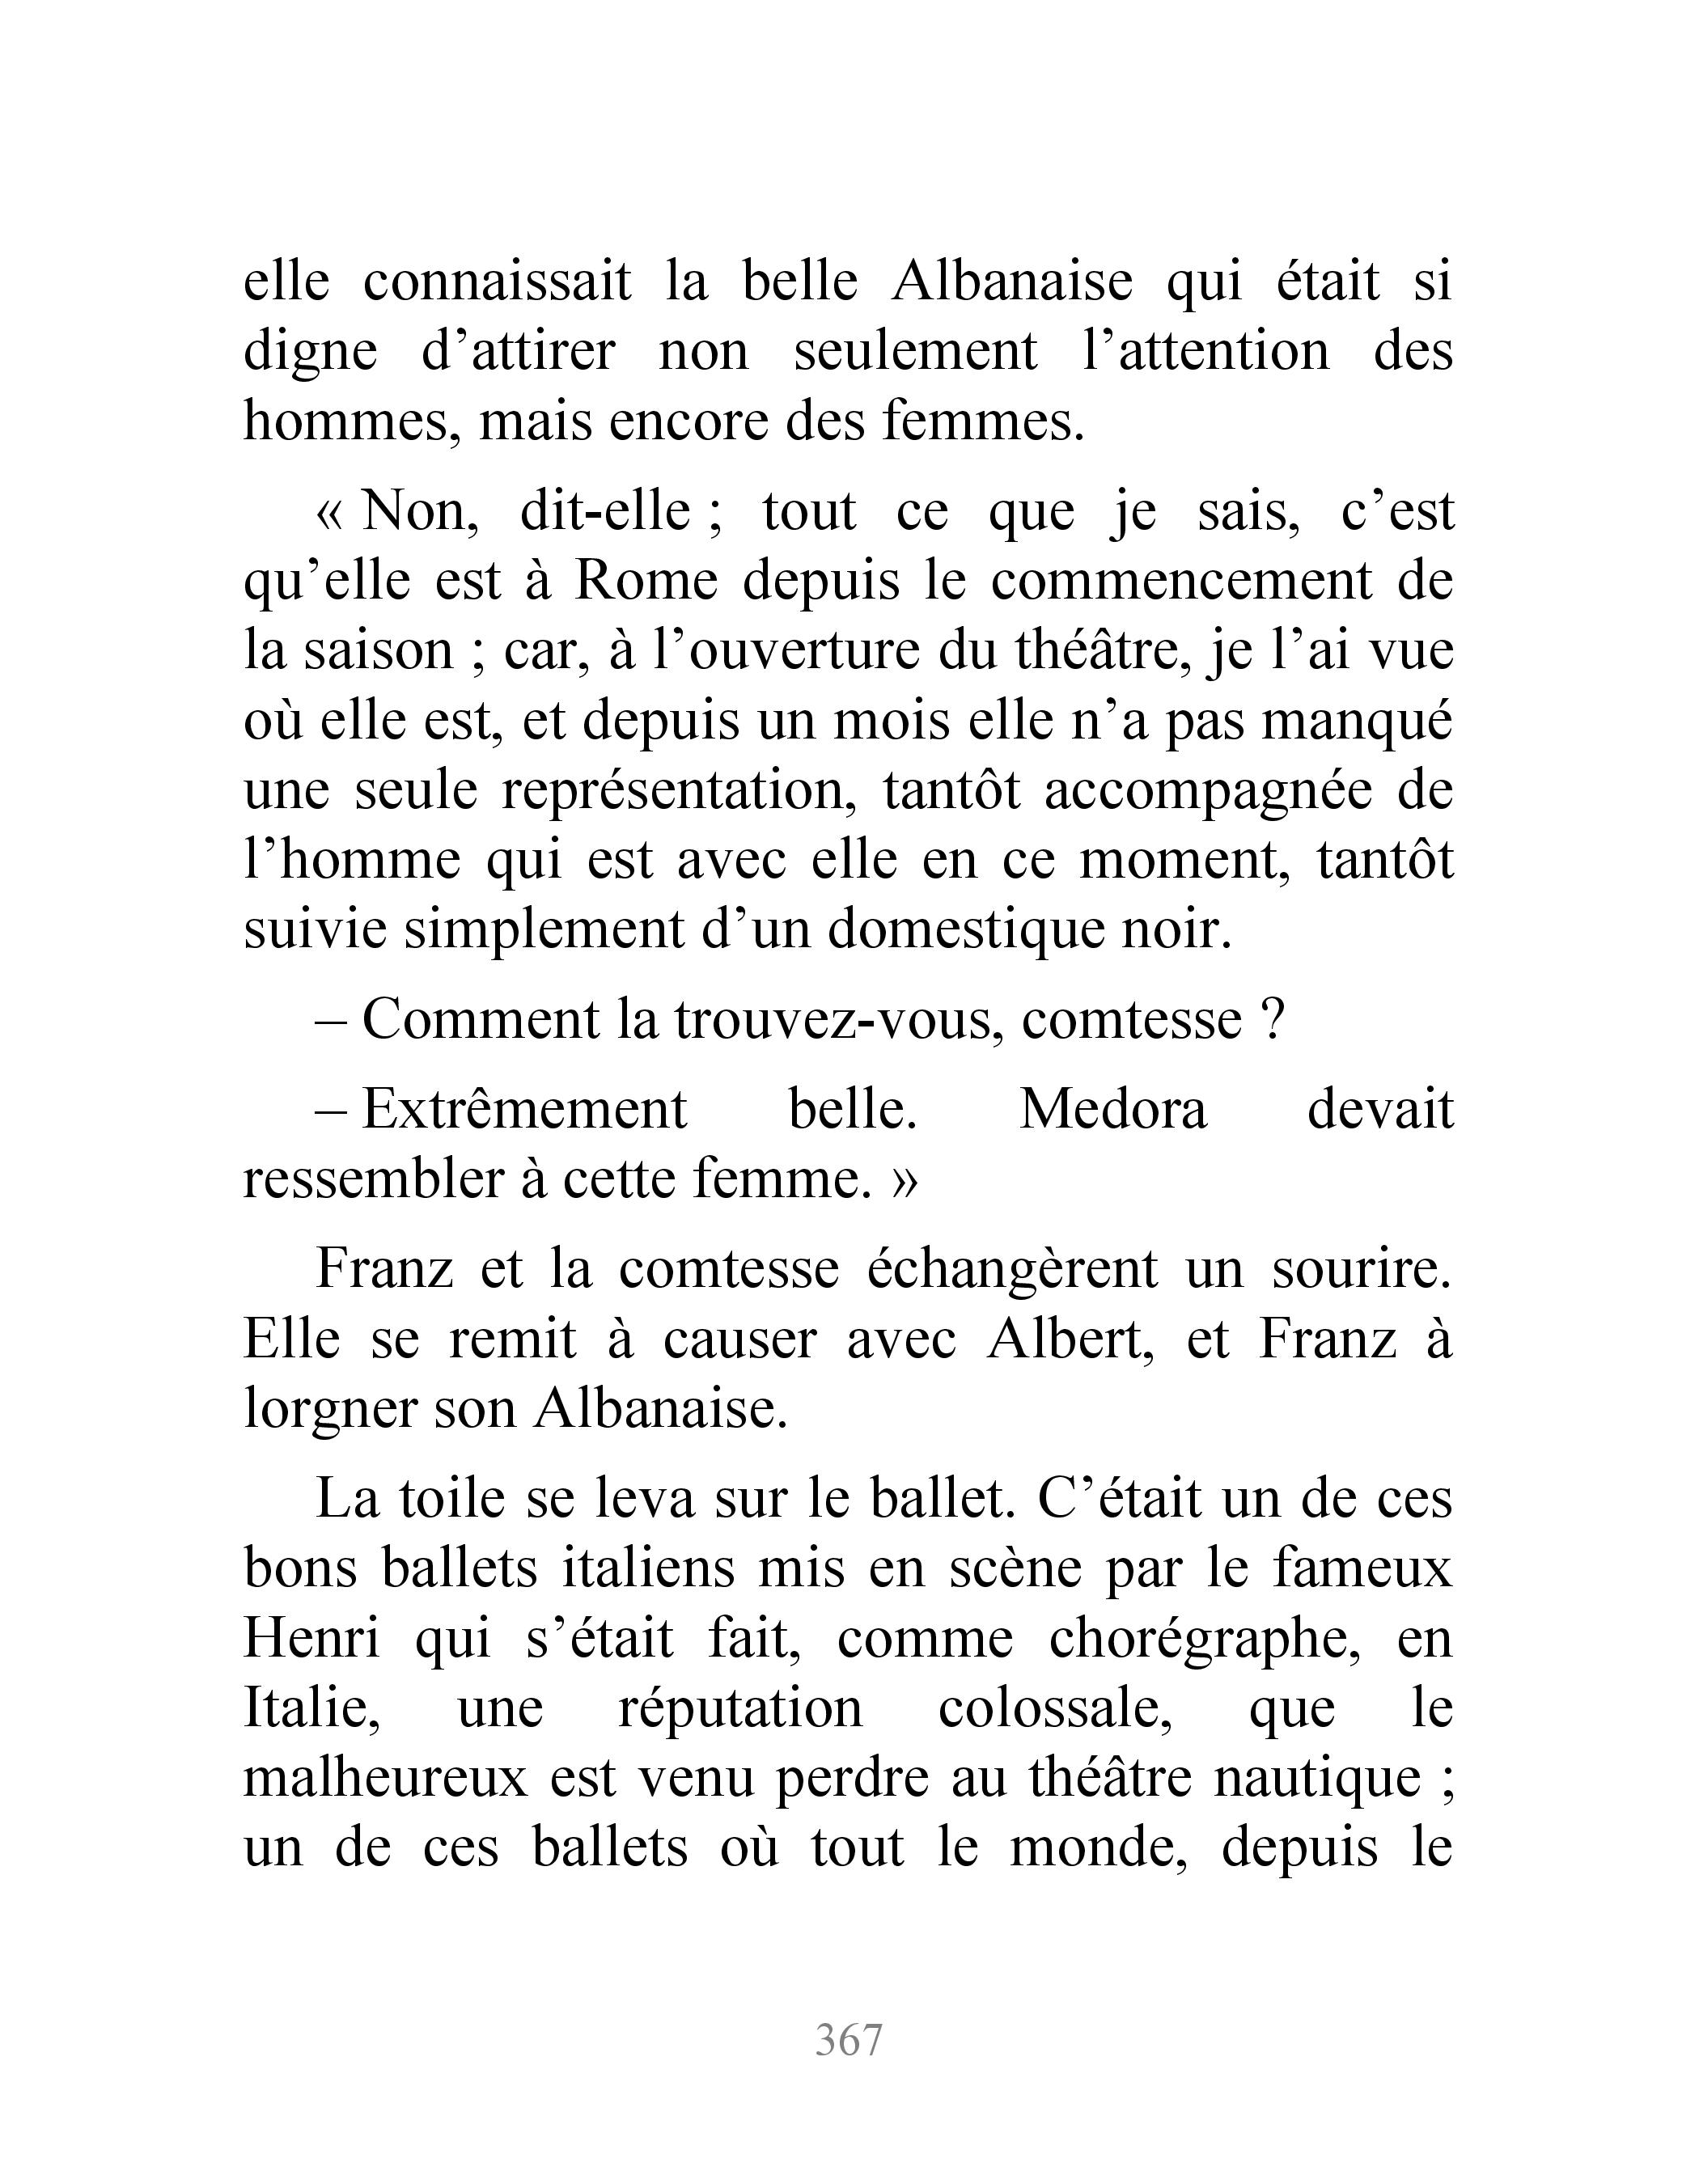 elle connaissait la belle Albanaise qui était si
digne d’attirer non seulement l’attention des
hommes, mais encore des femmes.
« Non, dit-elle ; tout ce que je sais, c’est
qu’elle est à Rome depuis le commencement de
la saison ; car, à l’ouverture du théâtre, je l’ai vue
où elle est, et depuis un mois elle n’a pas manqué
une seule représentation, tantôt accompagnée de
l’homme qui est avec elle en ce moment, tantôt
suivie simplement d’un domestique noir.
– Comment la trouvez-vous, comtesse ?
– Extrêmement belle. Medora devait
ressembler à cette femme. »
Franz et la comtesse échangèrent un sourire.
Elle se remit à causer avec Albert, et Franz à
lorgner son Albanaise.
La toile se leva sur le ballet. C’était un de ces
bons ballets italiens mis en scène par le fameux
Henri qui s’était fait, comme chorégraphe, en
Italie, une réputation colossale, que le
malheureux est venu perdre au théâtre nautique ;
un de ces ballets où tout le monde, depuis le
367